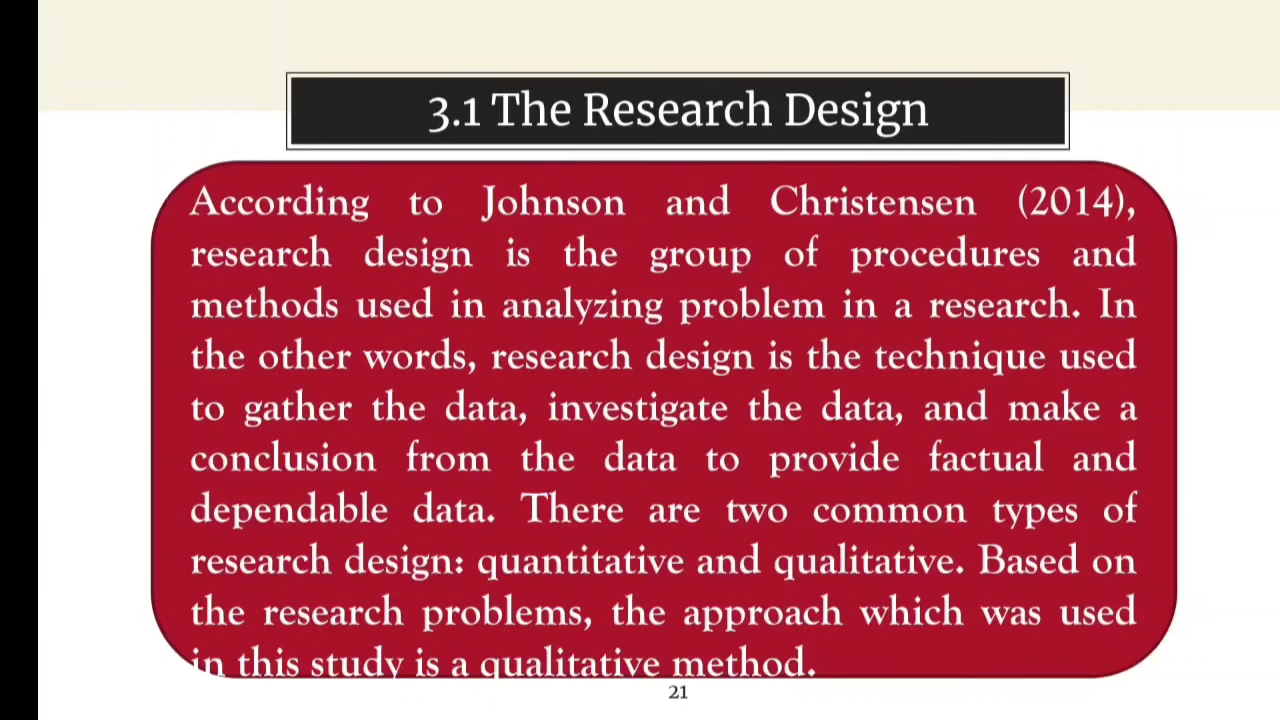 3.1 The Research Design
According to Johnson and Christensen (2014),
research design is the group of procedures and
methods used in analyzing problem in a research. In
the other words, research design is the technique used
to gather the data, investigate the data, and make a
conclusion from the data to provide factual and
dependable data. There are two common types of
research design: quantitative and qualitative. Based on
the research problems, the approach which was used
in this study is a qualitative method.
21